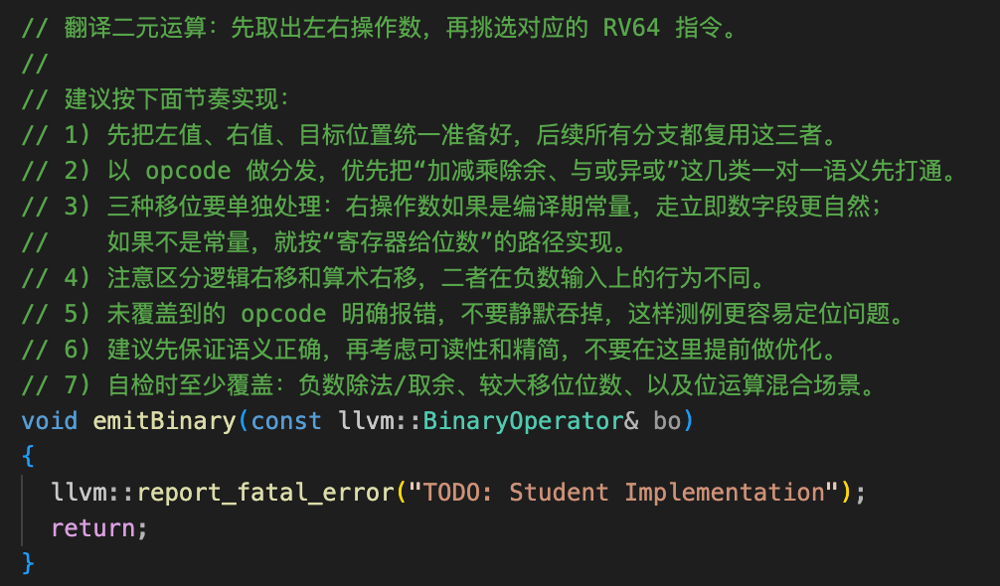 // 翻译二元运算：先取出左右操作数，再挑选对应的 RV64 指令。
//
// 建议按下面节奏实现：
// 1) 先把左值、右值、目标位置统一准备好，后续所有分支都复用这三者。
// 2) 以 opcode 做分发，优先把“加减乘除余、与或异或”这几类一对一语义先打通。
// 3) 三种移位要单独处理：右操作数如果是编译期常量，走立即数字段更自然；
//    如果不是常量，就按“寄存器给位数”的路径实现。
// 4) 注意区分逻辑右移和算术右移，二者在负数输入上的行为不同。
// 5) 未覆盖到的 opcode 明确报错，不要静默吞掉，这样测例更容易定位问题。
// 6) 建议先保证语义正确，再考虑可读性和精简，不要在这里提前做优化。
// 7) 自检时至少覆盖：负数除法/取余、较大移位位数、以及位运算混合场景。
void emitBinary(const llvm::BinaryOperator& bo)
{
  llvm::report_fatal_error("TODO: Student Implementation");
  return;
}